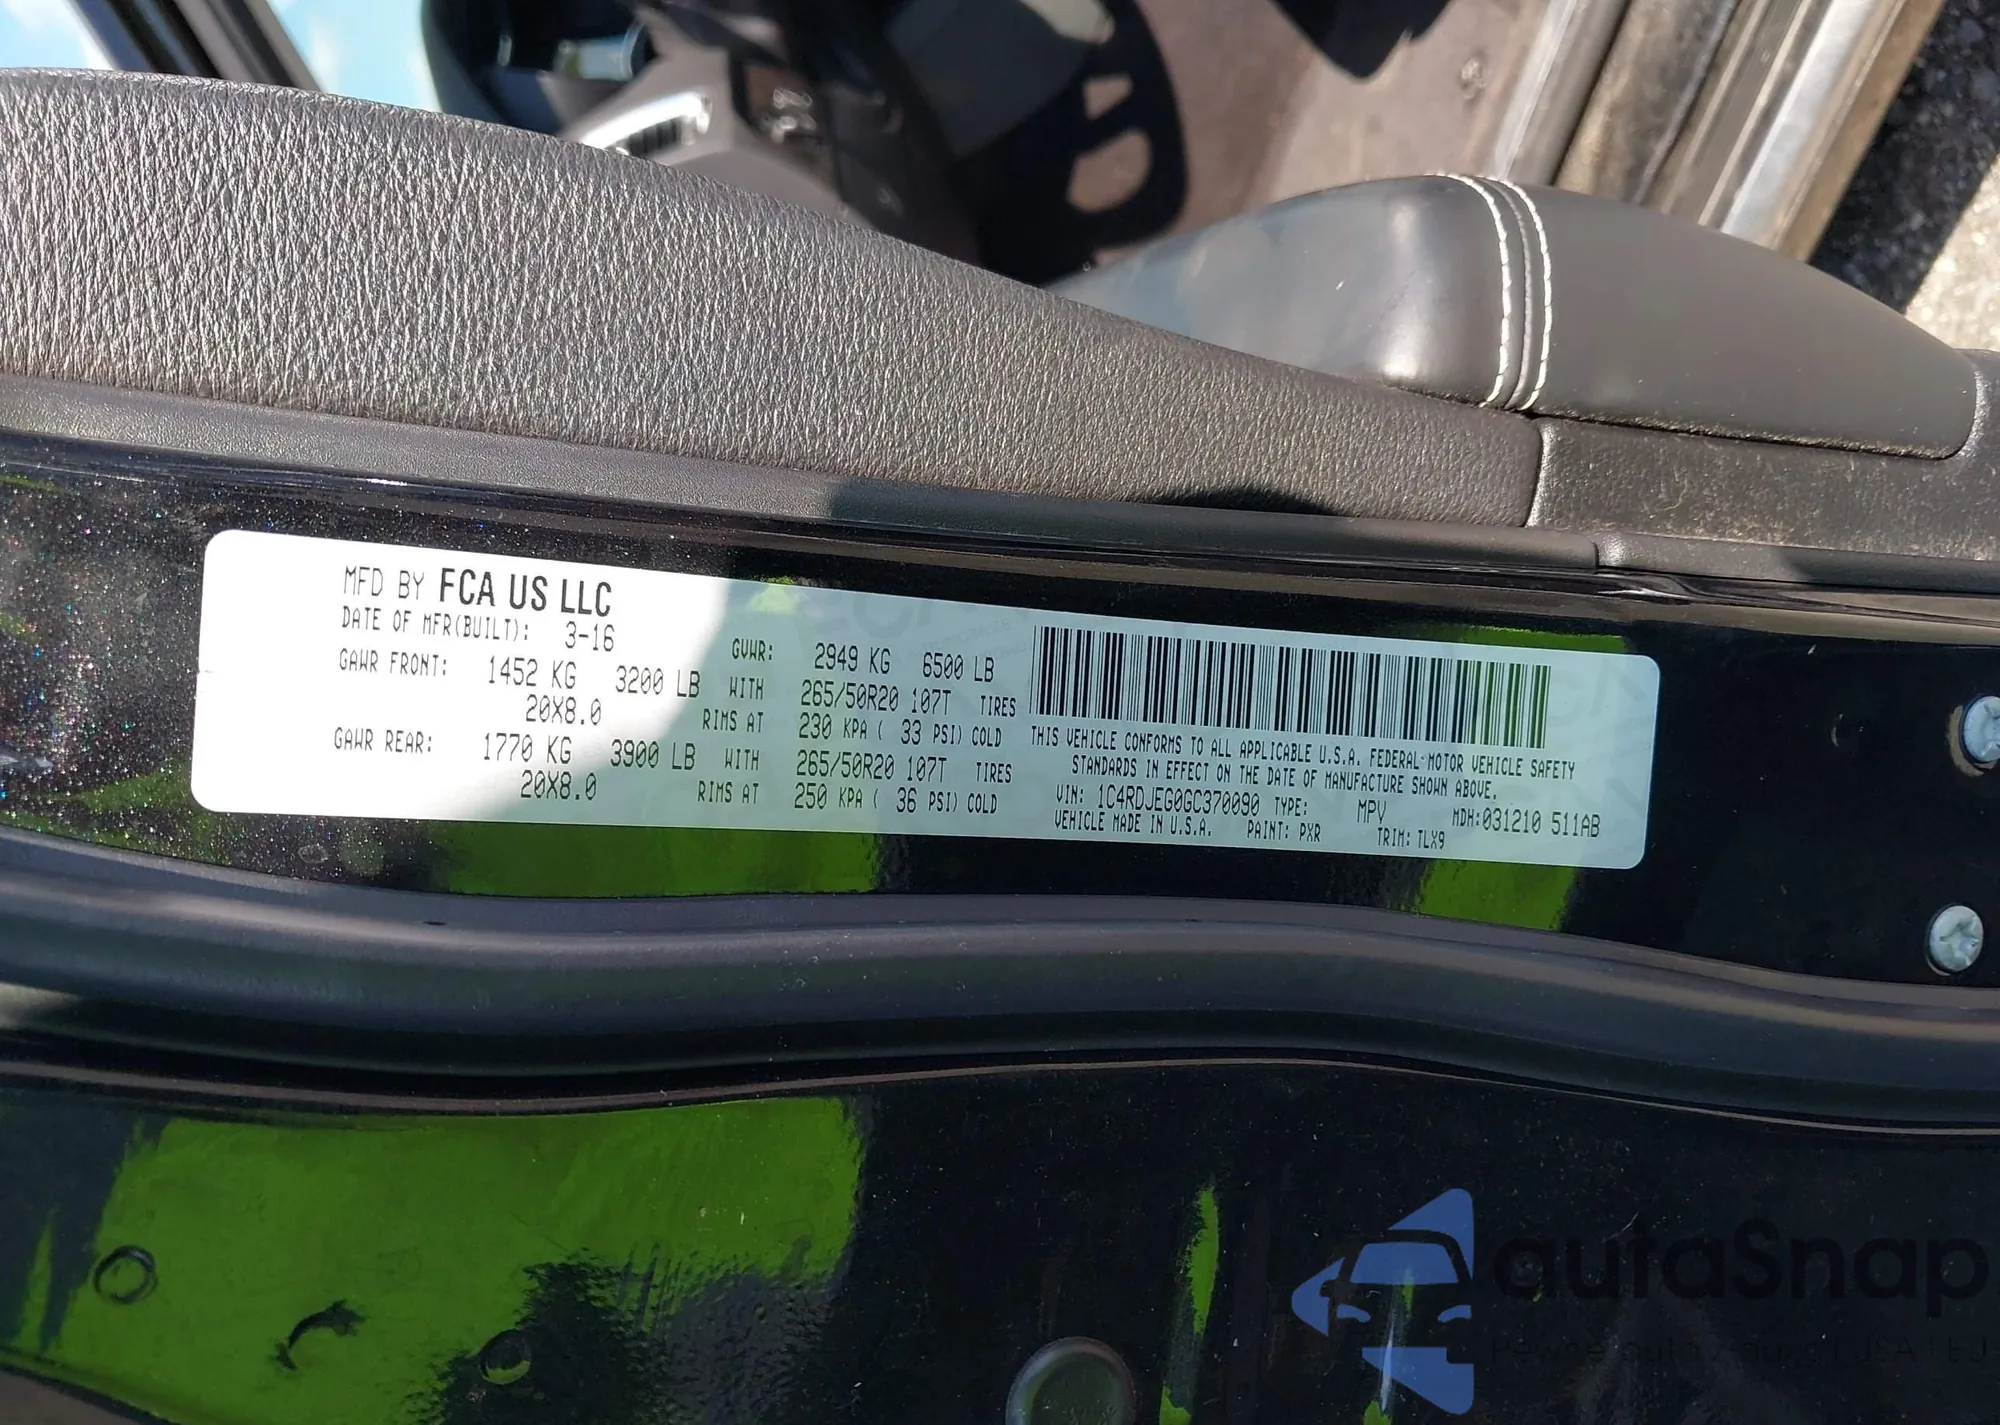 MFD BY FCA US LLC
DATE OF MFR(BUILT): 3-16 GVWR: 2949 KG 6500 LB
GAWR FRONT: 1452 KG 3200 LB WITH 265/50R20 107T TIRES
20X8.0 RIMS AT 230 KPA ( 33 PSI) COLD
GAWR REAR: 1770 KG 3900 LB WITH 265/50R20 107T TIRES
20X8.0 RIMS AT 250 KPA ( 36 PSI) COLD
THIS VEHICLE CONFORMS TO ALL APPLICABLE U.S.A. FEDERAL-MOTOR VEHICLE SAFETY
STANDARDS IN EFFECT ON THE DATE OF MANUFACTURE SHOWN ABOVE.
VIN: 1C4RDJEG0GC370090 TYPE: MPV MDH:031210 511AB
VEHICLE MADE IN U.S.A. PAINT: PXR TRIM: TLX9
autaSnap